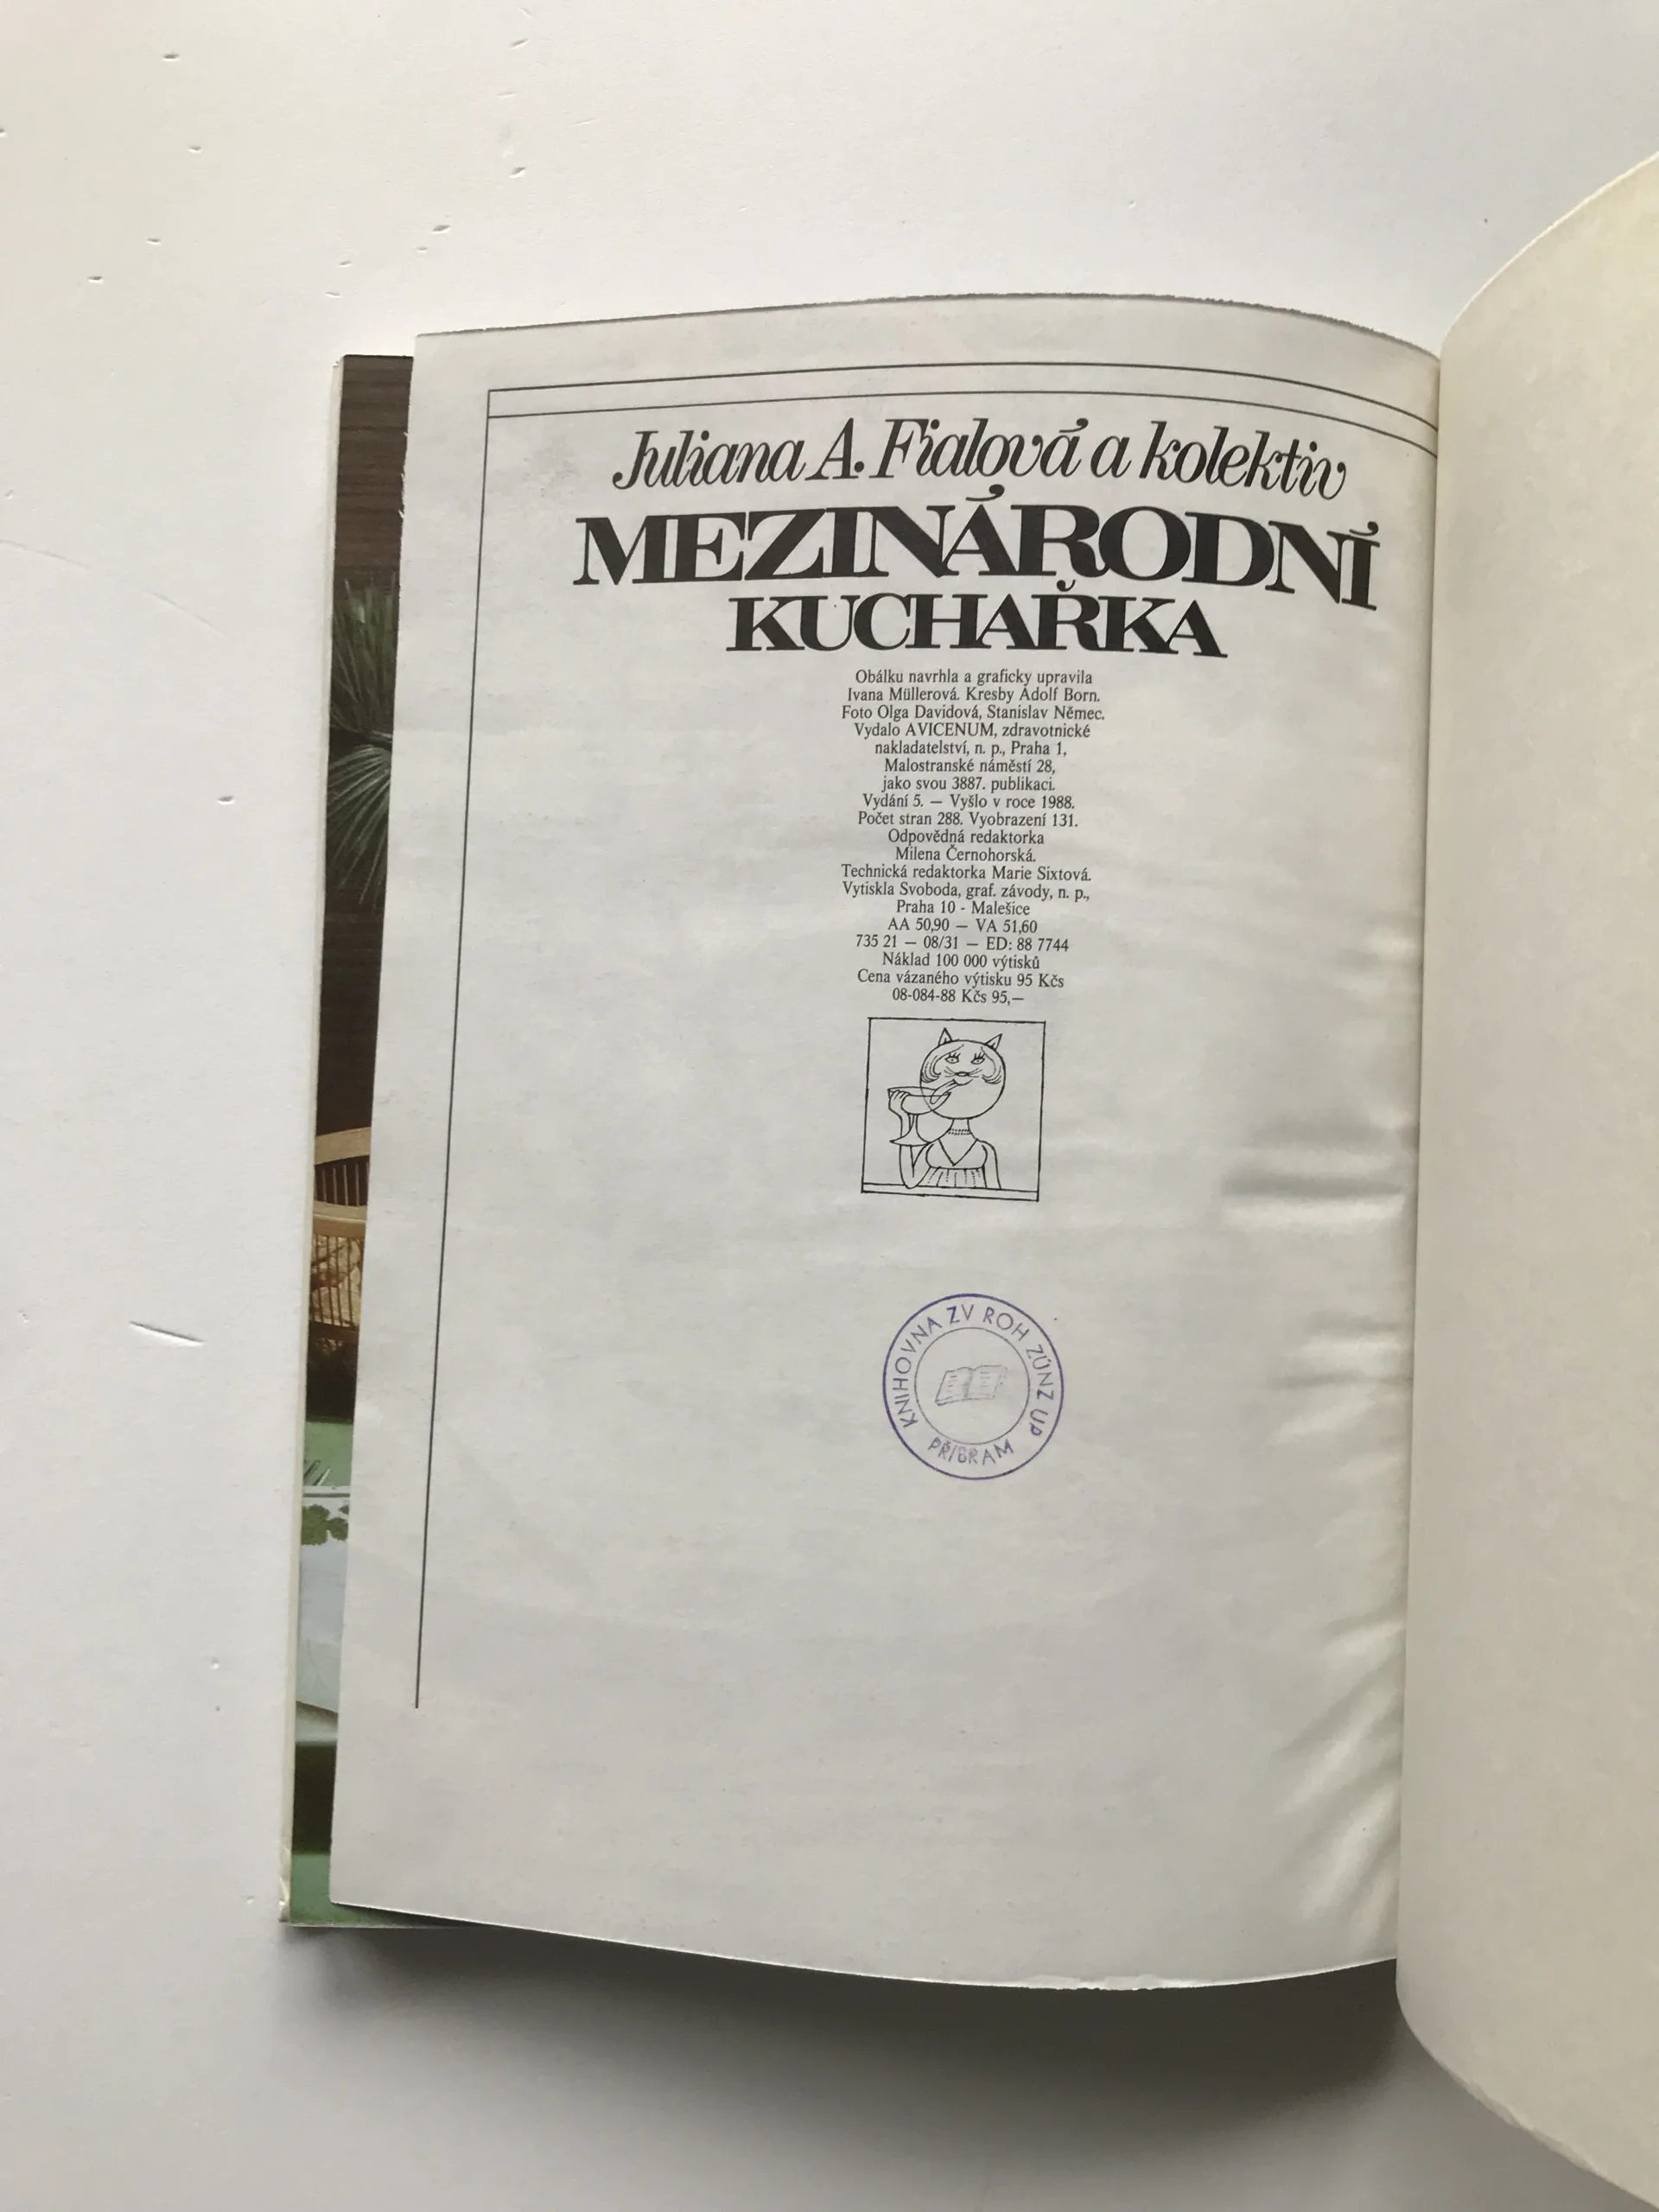 Juliana A. Fialová a kolektiv
MEZINÁRODNÍ
KUCHAŘKA
Obálku navrhla a graficky upravila
Ivana Müllerová. Kresby Adolf Born.
Foto Olga Davidová, Stanislav Němec.
Vydalo AVICENUM, zdravotnické
nakladatelství, n. p., Praha 1,
Malostranské náměstí 28,
jako svou 3887. publikaci.
Vydání 5. — Vyšlo v roce 1988.
Počet stran 288. Vyobrazení 131.
Odpovědná redaktorka
Milena Černohorská.
Technická redaktorka Marie Sixtová.
Vytiskla Svoboda, graf. závody, n. p.,
Praha 10 - Malešice
AA 50,90 — VA 51,60
735 21 — 08/31 — ED: 88 7744
Náklad 100 000 výtisků
Cena vázaného výtisku 95 Kčs
08-084-88 Kčs 95,—
KNIHOVNA ZV ROH ZÚNZ UP
PŘÍBRAM